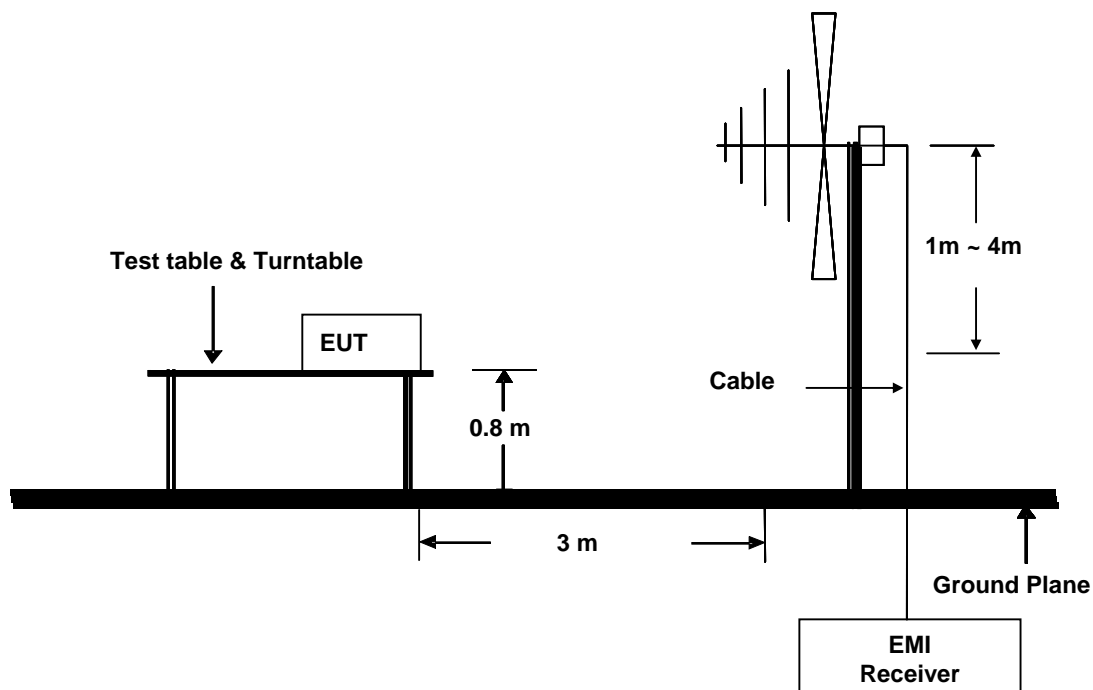 1m ~ 4m
Test table & Turntable
EUT
Cable
0.8 m
3 m
Ground Plane
EMI
Receiver